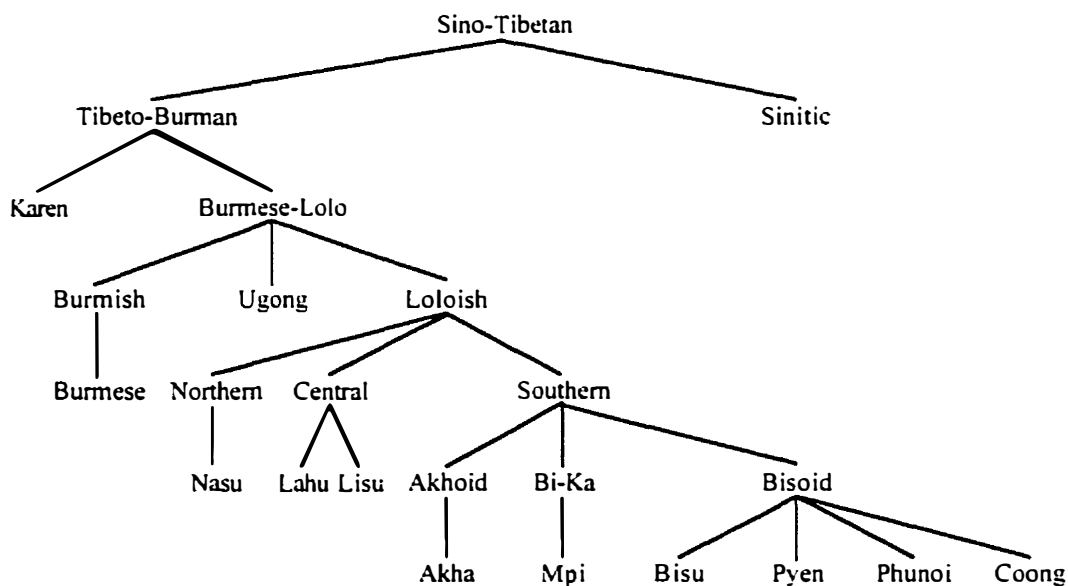 Sino-Tibetan
Tibeto-Burman Sinitic
Karen Burmese-Lolo
Burmish Ugong Loloish
Burmese Northern Central Southern
Nasu Lahu Lisu Akhoid Bi-Ka Bisoid
Akha Mpi Bisu Pyen Phunoi Coong